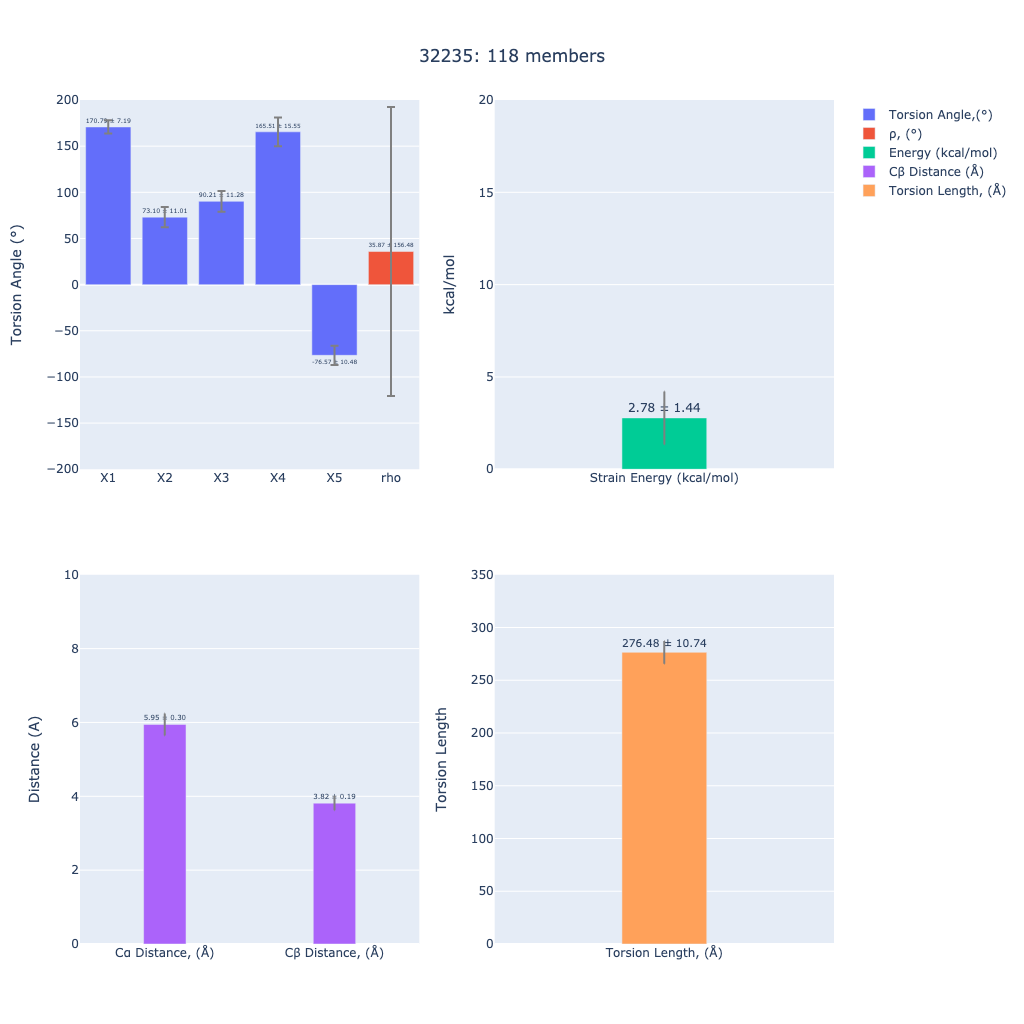 32235: 118 members
Torsion Angle (°)
200
150
100
50
0
−50
−100
−150
−200
73.10 ± 11.01
90.21 ± 11.28
165.51 ± 15.55
-76.57 ± 10.48
35.87 ± 156.48
X1
X2
X3
X4
X5
rho
kcal/mol
20
15
10
5
0
2.78 ± 1.44
Strain Energy (kcal/mol)
Torsion Angle,(°)
ρ, (°)
Energy (kcal/mol)
Cβ Distance (Å)
Torsion Length, (Å)
Distance (A)
10
8
6
4
2
0
5.95 ± 0.30
3.82 ± 0.19
Cα Distance, (Å)
Cβ Distance, (Å)
Torsion Length
350
300
250
200
150
100
50
0
276.48 ± 10.74
Torsion Length, (Å)